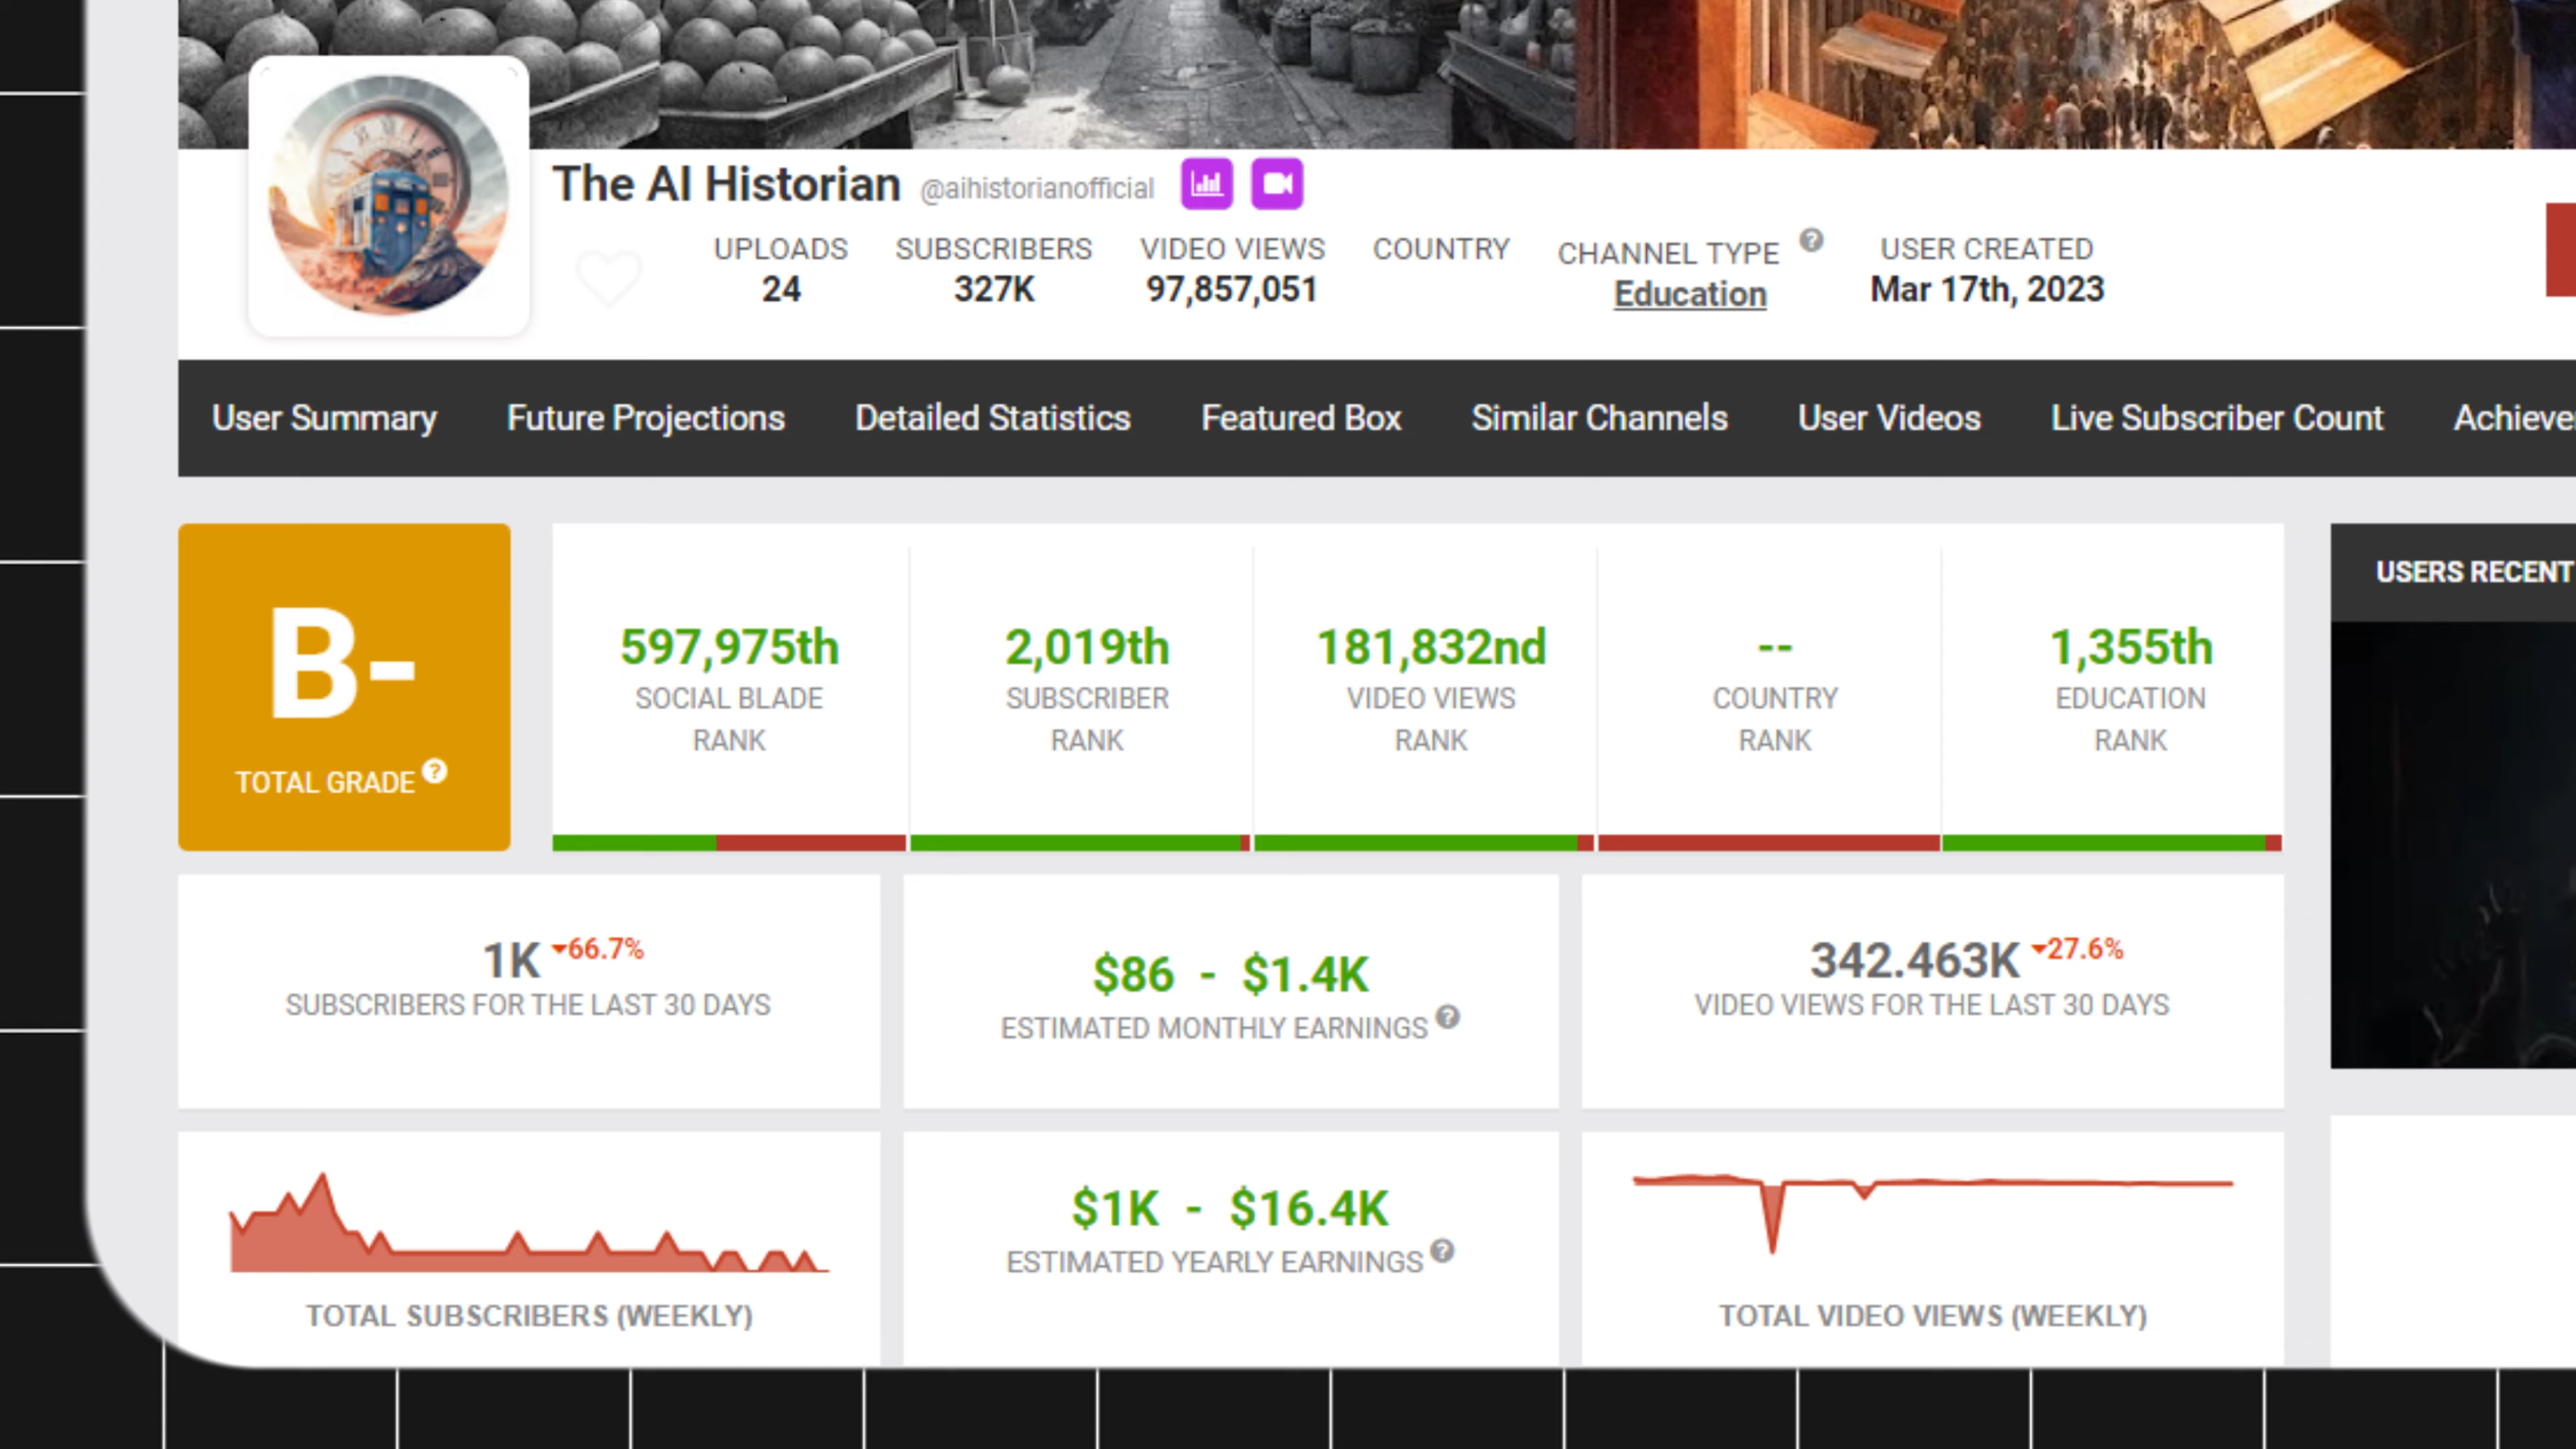 The AI Historian @aihistorianofficial
UPLOADS SUBSCRIBERS VIDEO VIEWS COUNTRY CHANNEL TYPE ? USER CREATED
24 327K 97,857,051 Education Mar 17th, 2023
User Summary Future Projections Detailed Statistics Featured Box Similar Channels User Videos Live Subscriber Count Achieve
B-
TOTAL GRADE ?
597,975th
SOCIAL BLADE
RANK
2,019th
SUBSCRIBER
RANK
181,832nd
VIDEO VIEWS
RANK
--
COUNTRY
RANK
1,355th
EDUCATION
RANK
USERS RECENT
1K 66.7%
SUBSCRIBERS FOR THE LAST 30 DAYS
$86 - $1.4K
ESTIMATED MONTHLY EARNINGS ?
342.463K 27.6%
VIDEO VIEWS FOR THE LAST 30 DAYS
TOTAL SUBSCRIBERS (WEEKLY)
$1K - $16.4K
ESTIMATED YEARLY EARNINGS ?
TOTAL VIDEO VIEWS (WEEKLY)